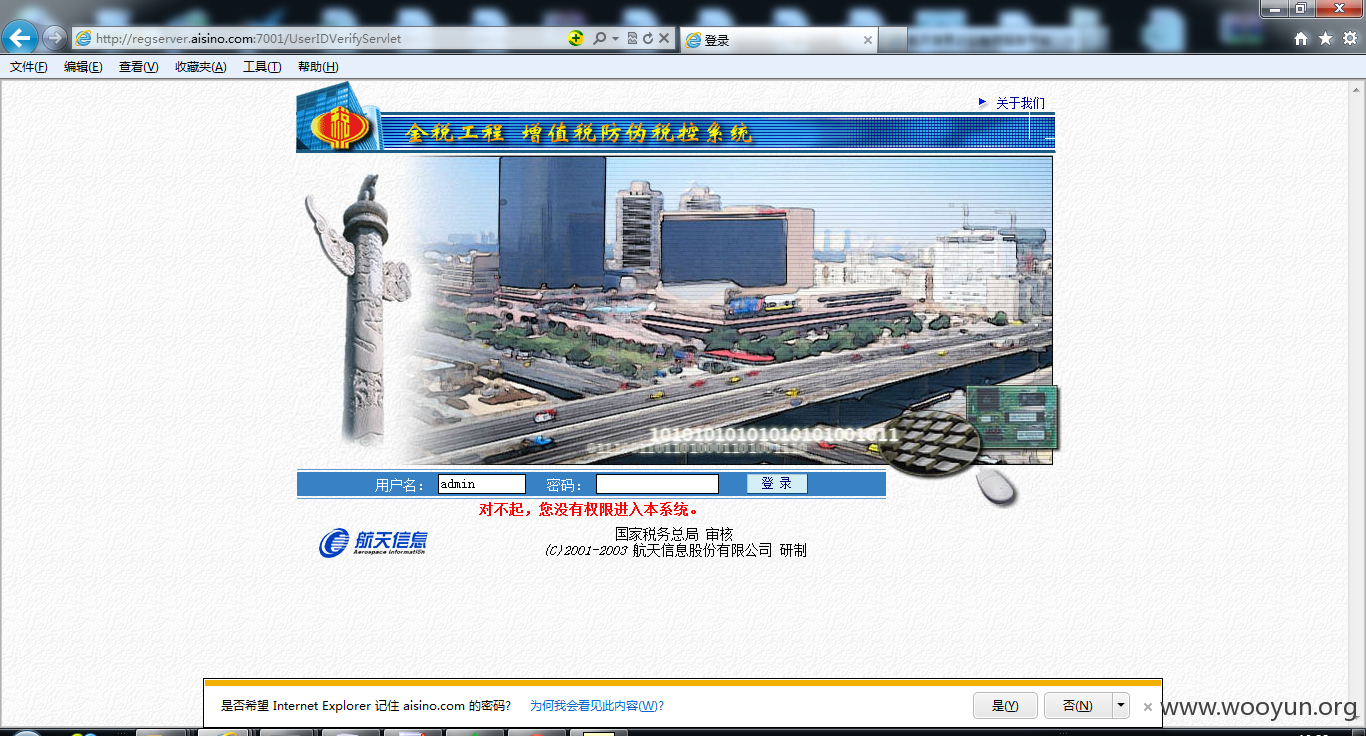 http://regserver.aisino.com:7001/UserIDVerifyServlet
登录
文件(F) 编辑(E) 查看(V) 收藏夹(A) 工具(T) 帮助(H)
关于我们
税
金税工程 增值税防伪税控系统
10101010101010101001011
用户名： admin 密码： 登 录
对不起，您没有权限进入本系统。
航天信息
Aerospace Information
国家税务总局 审核
(C)2001-2003 航天信息股份有限公司 研制
是否希望 Internet Explorer 记住 aisino.com 的密码? 为何我会看见此内容(W)? 是(Y) 否(N)
www.wooyun.org